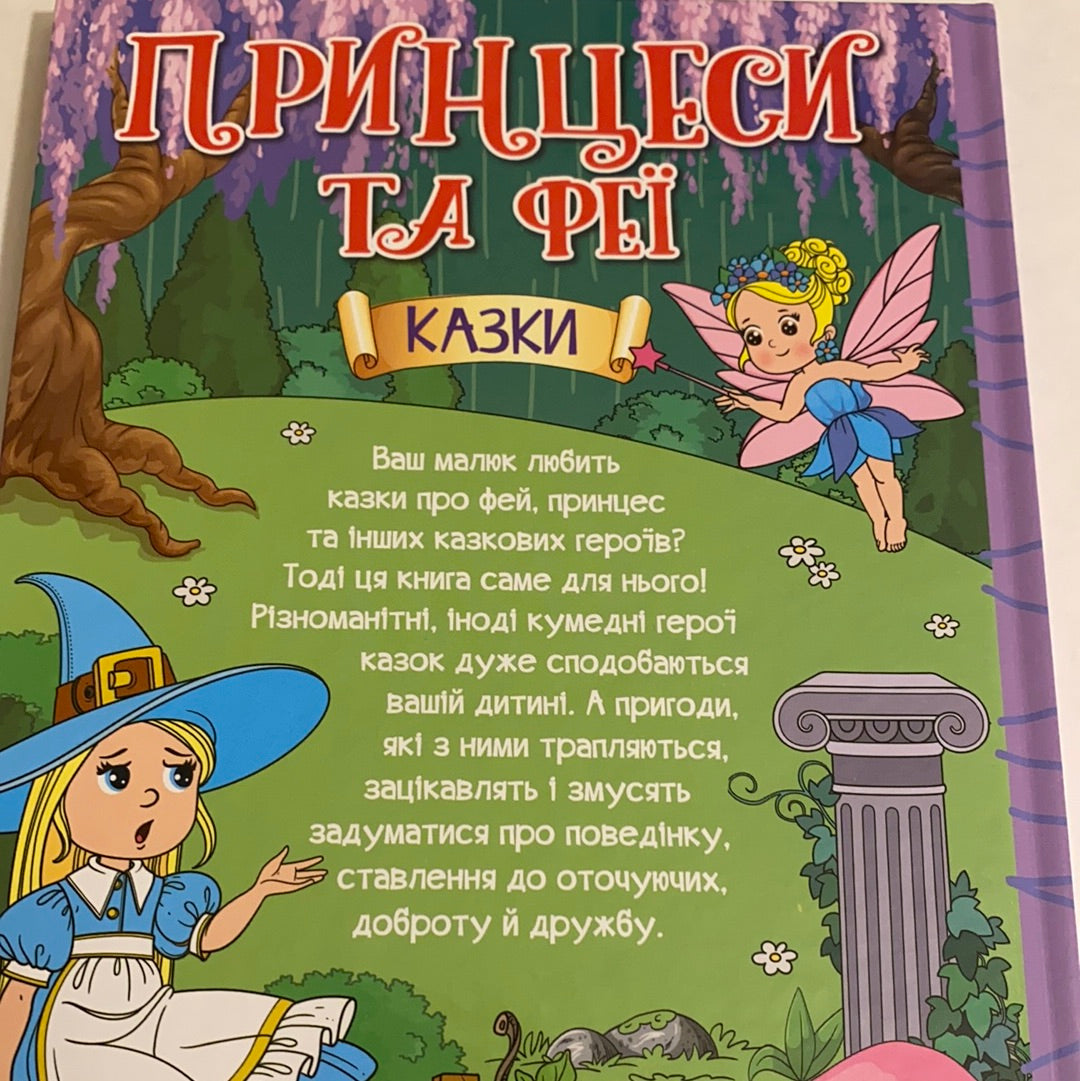 ПРИНЦЕСИ
ТА ФЕЇ
КАЗКИ
Ваш малюк любить
казки про фей, принцес
та інших казкових героїв?
Тоді ця книга саме для нього!
Різноманітні, іноді кумедні герої
казок дуже сподобаються
вашій дитині. А пригоди,
які з ними трапляються,
зацікавлять і змусять
задуматися про поведінку,
ставлення до оточуючих,
доброту й дружбу.